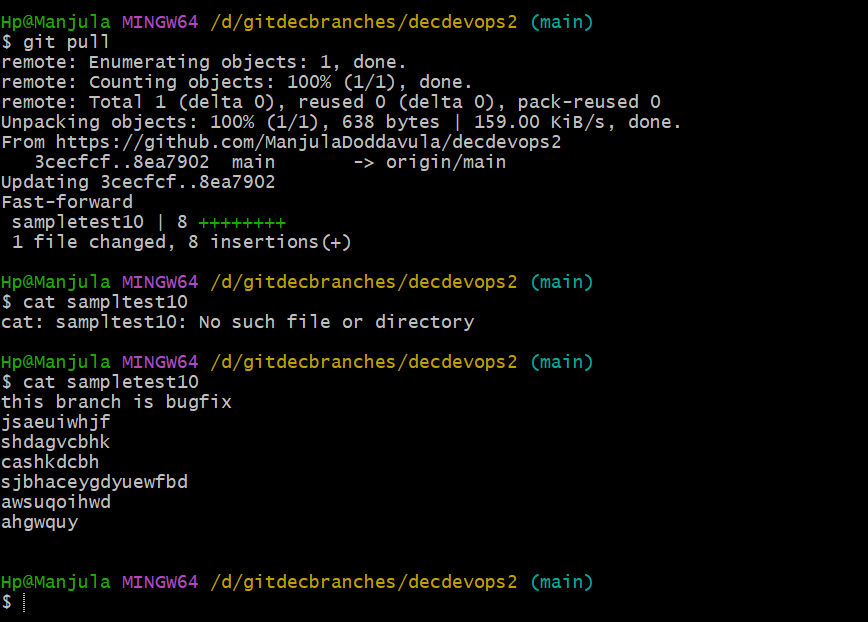 Hp@Manjula MINGW64 /d/gitdecbranches/decdevops2 (main)
$ git pull
remote: Enumerating objects: 1, done.
remote: Counting objects: 100% (1/1), done.
remote: Total 1 (delta 0), reused 0 (delta 0), pack-reused 0
Unpacking objects: 100% (1/1), 638 bytes | 159.00 KiB/s, done.
From https://github.com/ManjulaDoddavula/decdevops2
   3cecfcf..8ea7902  main       -> origin/main
Updating 3cecfcf..8ea7902
Fast-forward
 sampletest10 | 8 ++++++++
 1 file changed, 8 insertions(+)
Hp@Manjula MINGW64 /d/gitdecbranches/decdevops2 (main)
$ cat sampltest10
cat: sampltest10: No such file or directory
Hp@Manjula MINGW64 /d/gitdecbranches/decdevops2 (main)
$ cat sampletest10
this branch is bugfix
jsaeuiwhjf
shdagvcbhk
cashkdcbh
sjbhaceygdyuewfbd
awsuqoihwd
ahgwquy
Hp@Manjula MINGW64 /d/gitdecbranches/decdevops2 (main)
$